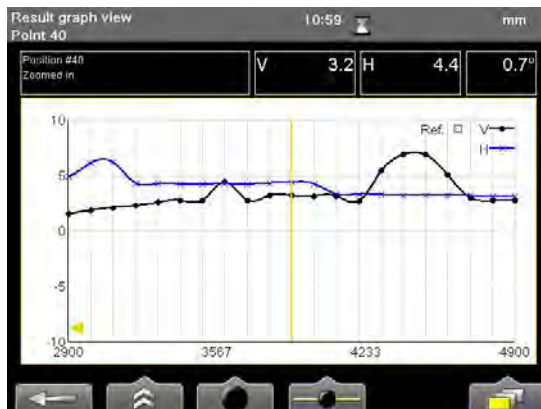 Result graph view 10:59 mm
Point 40
Position #40
Zoomed in
V 3.2 H 4.4 0.7°
10
Ref. V
H
5
0
-5
-10
2900 3567 4233 4900